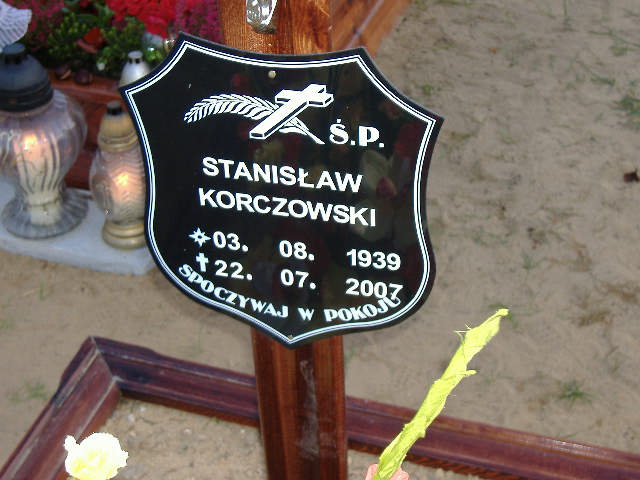 Ś.P.
STANISŁAW
KORCZOWSKI
03. 08. 1939
22. 07. 2007
SPOCZYWAJ W POKOJU